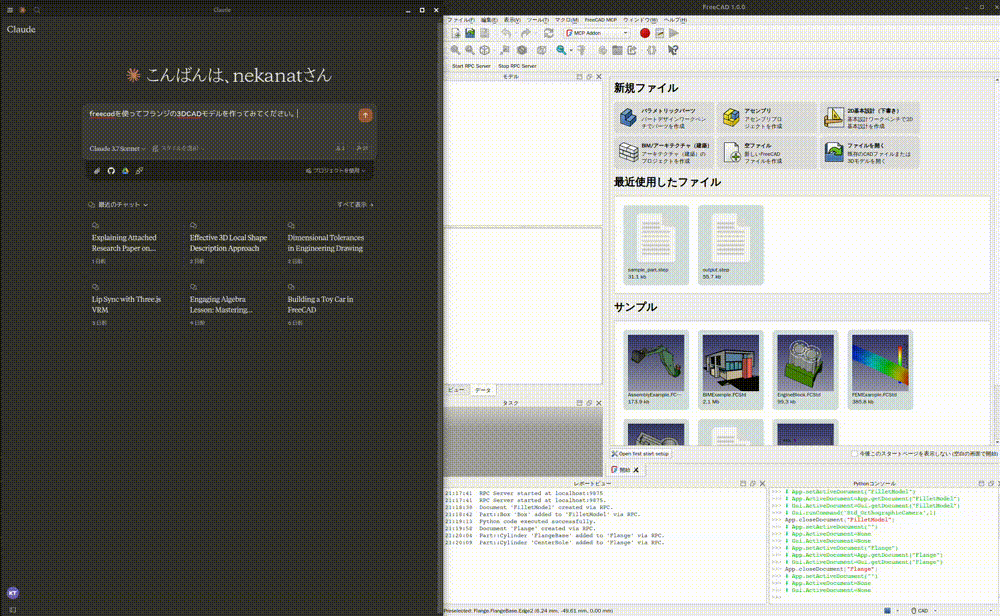 Claude
Claude
こんばんは、nekanatさん
freecadを使ってフランジの3DCADモデルを作ってみてください。
Claude 3.7 Sonnet
スタイルを選択
プロジェクトを使用
最近のチャット
すべて表示
Explaining Attached
Research Paper on...
1日前
Effective 3D Local Shape
Description Approach
2日前
Dimensional Tolerances
in Engineering Drawing
Lip Sync with Three.js
VRM
Engaging Algebra
Lesson: Mastering...
Building a Toy Car in
FreeCAD
KT
FreeCAD 1.0.0
ファイル(F) 編集(E) 表示(V) ツール(T) マクロ(M) FreeCAD MCP ウィンドウ(W) ヘルプ(H)
MCP Addon
Start RPC Server Stop RPC Server
モデル
ビュー データ
タスク
新規ファイル
パラメトリックパーツ
パートデザインワークベン
チでパーツを作成
アセンブリ
アセンブリプロ
ジェクトを作成
2D基本設計（下書き）
基本設計ワークベンチで2D
基本設計を作成
BIM/アーキテクチャ（建築）
アーキテクチャ（建築）の
プロジェクトを作成
空ファイル
新しいFreeCAD
ファイルを作成
ファイルを開く
既存のCADファイルまたは
3Dモデルを開く
最近使用したファイル
sample_part.step
31.1 kb
output.step
55.7 kb
サンプル
AssemblyExample.FC...
173.9 kb
BIMExample.FCStd
2.1 Mb
EngineBlock.FCStd
99.3 kb
FEMExample.FCStd
385.8 kb
Open first start setup
今後このスタートページを表示しない (空白の画面で開始)
開始
レポートビュー
21:17:41 RPC Server started at localhost:9875
21:17:41 RPC Server started at localhost:9875.
21:18:38 Document 'FilletModel' created via RPC.
21:18:42 Part::Box 'Box' added to 'FilletModel' via RPC.
21:19:13 Python code executed successfully.
21:19:58 Document 'Flange' created via RPC.
21:20:04 Part::Cylinder 'FlangeBase' added to 'Flange' via RPC.
21:20:09 Part::Cylinder 'CenterHole' added to 'Flange' via RPC.
Pythonコンソール
>>> # App.setActiveDocument("FilletModel")
>>> # App.ActiveDocument=App.getDocument("FilletModel")
>>> # Gui.ActiveDocument=Gui.getDocument("FilletModel")
>>> # Gui.runCommand('Std_OrthographicCamera',1)
>>> App.closeDocument("FilletModel")
>>> # App.setActiveDocument("")
>>> # App.ActiveDocument=None
>>> # Gui.ActiveDocument=None
>>> # App.setActiveDocument("Flange")
>>> # App.ActiveDocument=App.getDocument("Flange")
>>> # Gui.ActiveDocument=Gui.getDocument("Flange")
>>> App.closeDocument("Flange")
>>> # App.setActiveDocument("")
>>> # App.ActiveDocument=None
>>> # Gui.ActiveDocument=None
>>>
Preselected: Flange.FlangeBase.Edge2 (6.24 mm, -49.61 mm, 0.00 mm)
CAD